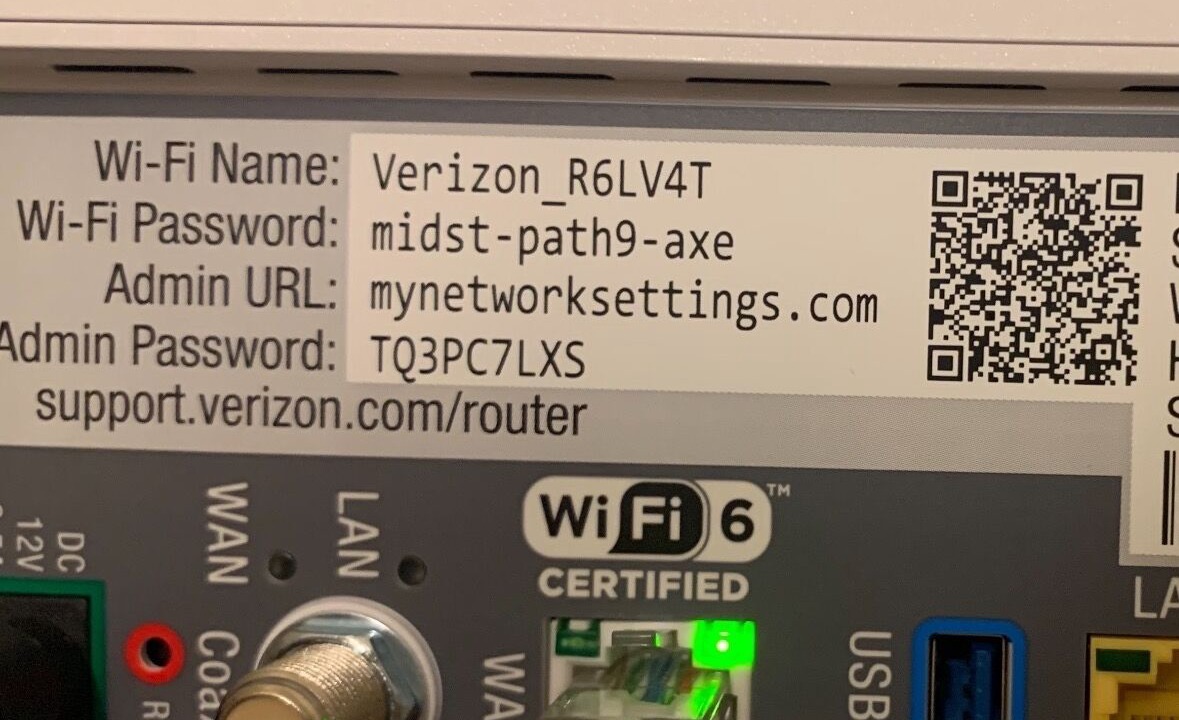 Wi-Fi Name: Verizon_R6LV4T
Wi-Fi Password: midst-path9-axe
Admin URL: mynetworksettings.com
Admin Password: TQ3PC7LXS
support.verizon.com/router
WAN
LAN
WiFi 6™
CERTIFIED
DC
12V
USB